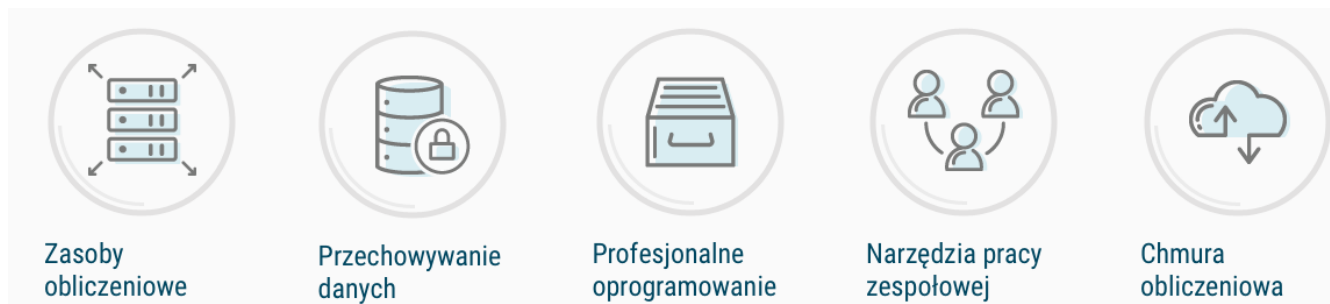 Zasoby
obliczeniowe
Przechowywanie
danych
Profesjonalne
oprogramowanie
Narzędzia pracy
zespołowej
Chmura
obliczeniowa